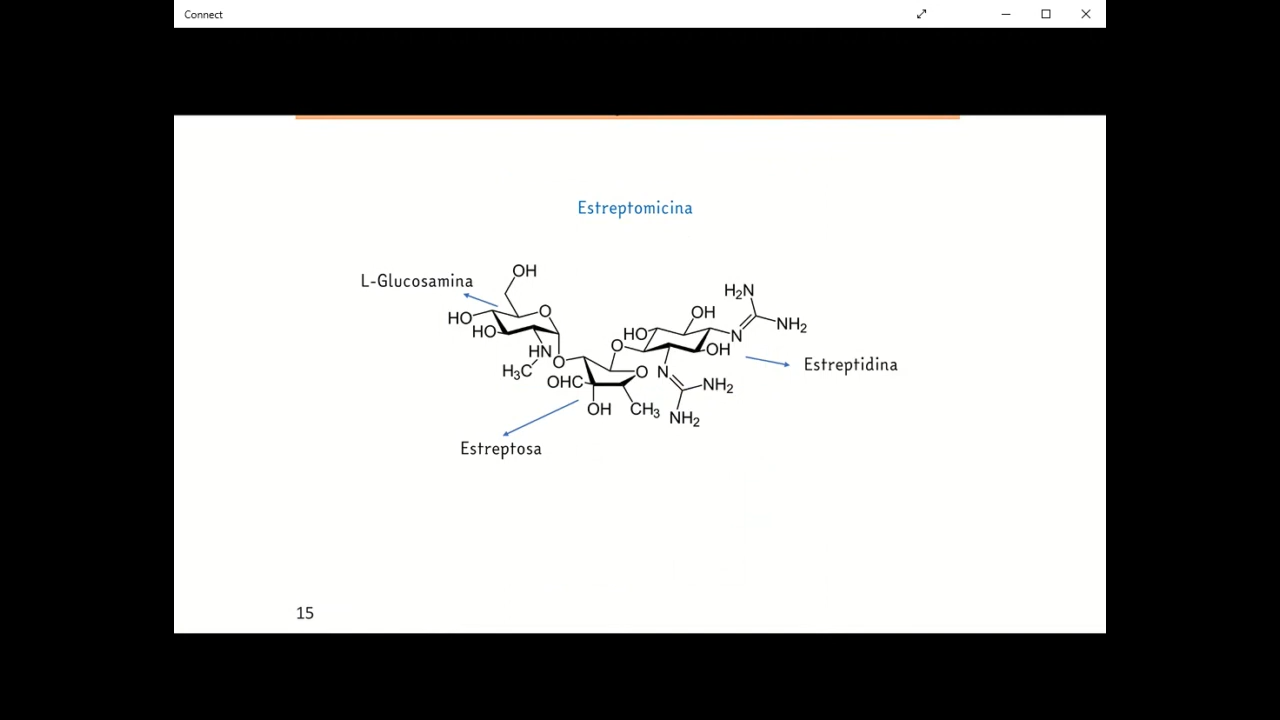 Connect
Estreptomicina
OH
L-Glucosamina
H₂N
O
OH
HO
NH₂
HO
HO
N
HN
O
OH
O
Estreptidina
H₃C
O
N
OHC
NH₂
OH
CH₃
NH₂
Estreptosa
15